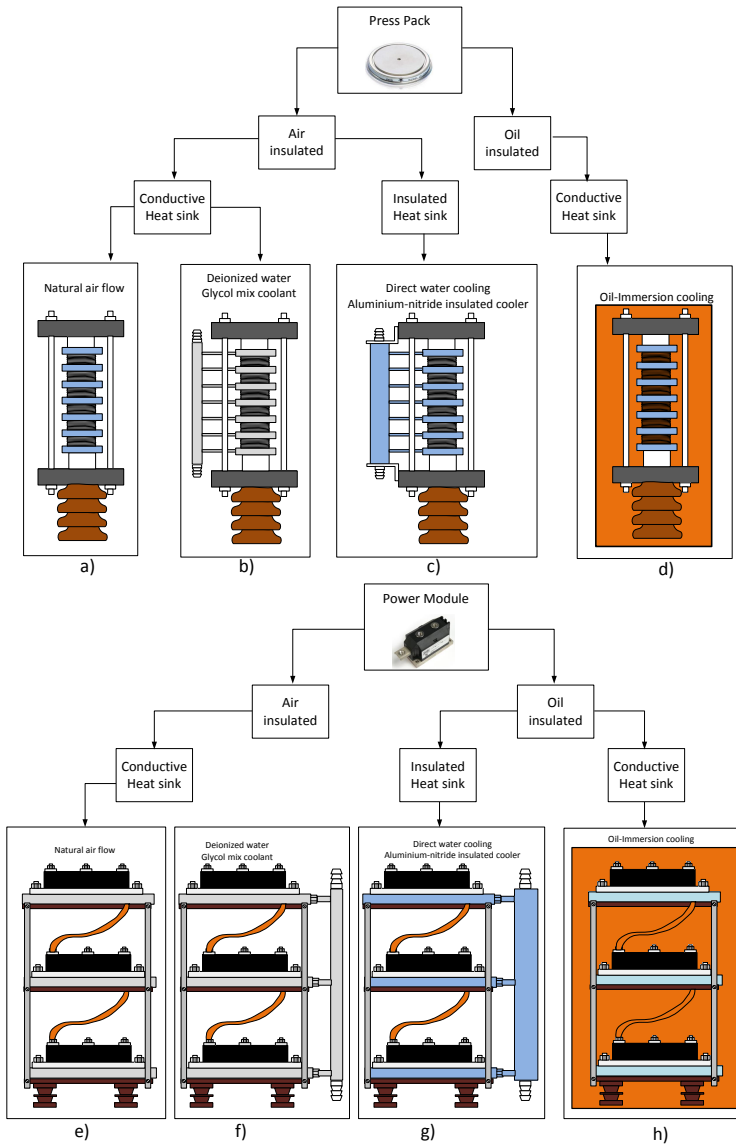 Press Pack
Air
insulated
Oil
insulated
Conductive
Heat sink
Insulated
Heat sink
Conductive
Heat sink
Natural air flow
Deionized water
Glycol mix coolant
Direct water cooling
Aluminium-nitride insulated cooler
Oil-Immersion cooling
a)
b)
c)
d)
Power Module
Air
insulated
Oil
insulated
Conductive
Heat sink
Insulated
Heat sink
Conductive
Heat sink
Natural air flow
Deionized water
Glycol mix coolant
Direct water cooling
Aluminium-nitride insulated cooler
Oil-Immersion cooling
e)
f)
g)
h)